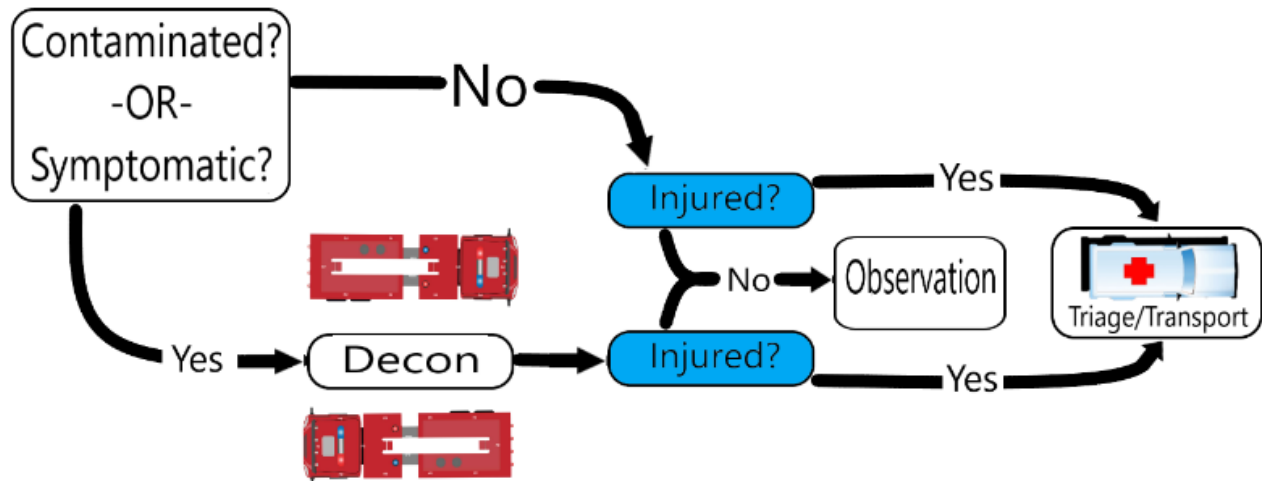 Contaminated?
-OR-
Symptomatic?
No
Injured?
Yes
No
Observation
Triage/Transport
Yes
Decon
Injured?
Yes